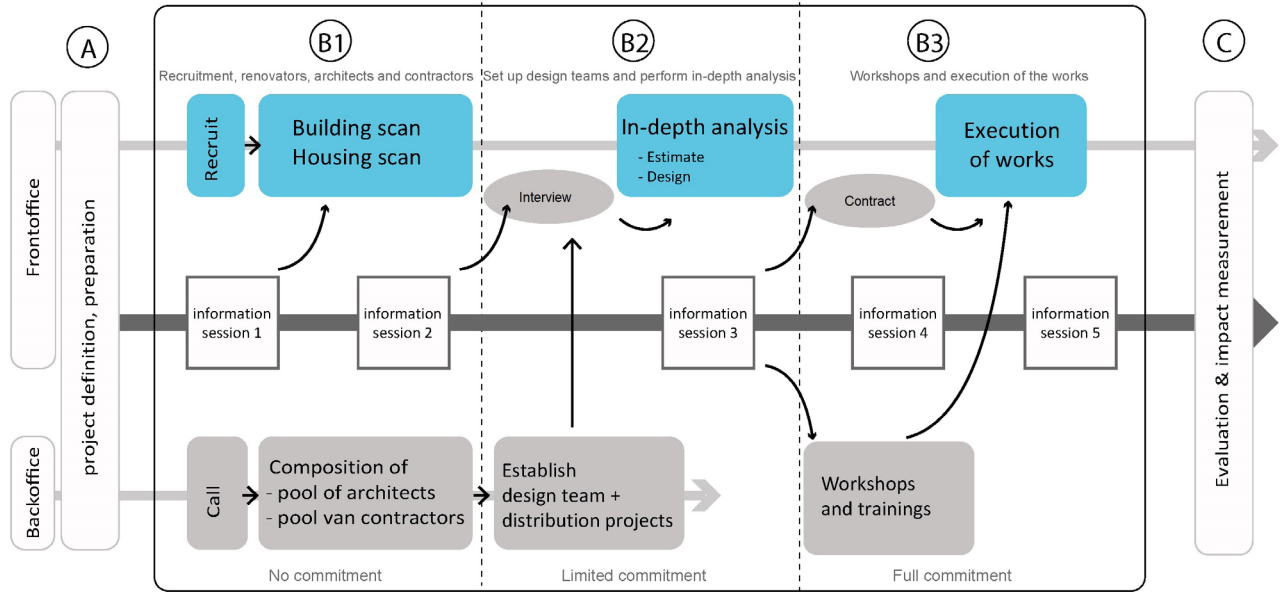 A
B1
B2
B3
C
Recruitment, renovators, architects and contractors
Set up design teams and perform in-depth analysis
Workshops and execution of the works
Frontoffice
Backoffice
project definition, preparation
Recruit
Building scan
Housing scan
Interview
In-depth analysis
- Estimate
- Design
Contract
Execution
of works
information
session 1
information
session 2
information
session 3
information
session 4
information
session 5
Call
Composition of
- pool of architects
- pool van contractors
Establish
design team +
distribution projects
Workshops
and trainings
No commitment
Limited commitment
Full commitment
Evaluation & impact measurement